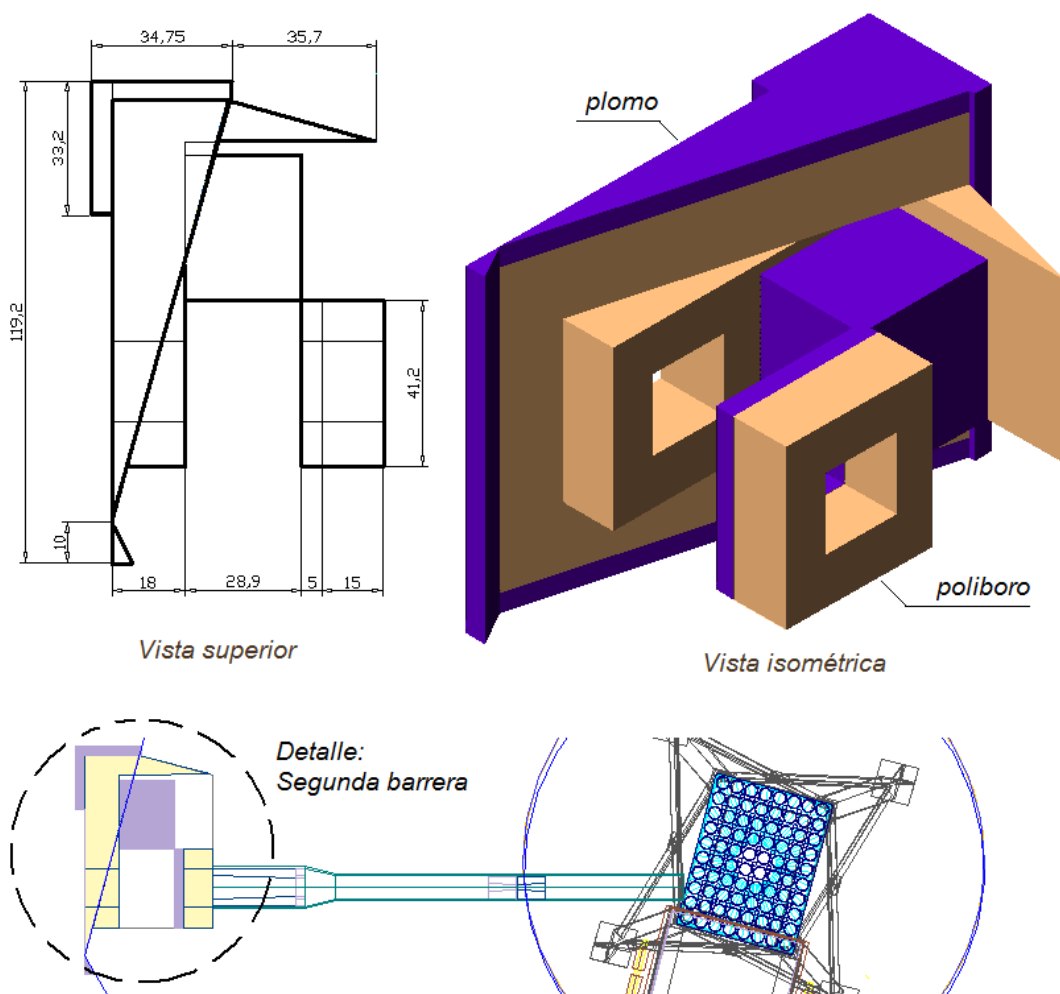 34,75
35,7
33,2
119,2
41,2
10
18
28,9
5
15
Vista superior
plomo
poliboro
Vista isométrica
Detalle:
Segunda barrera